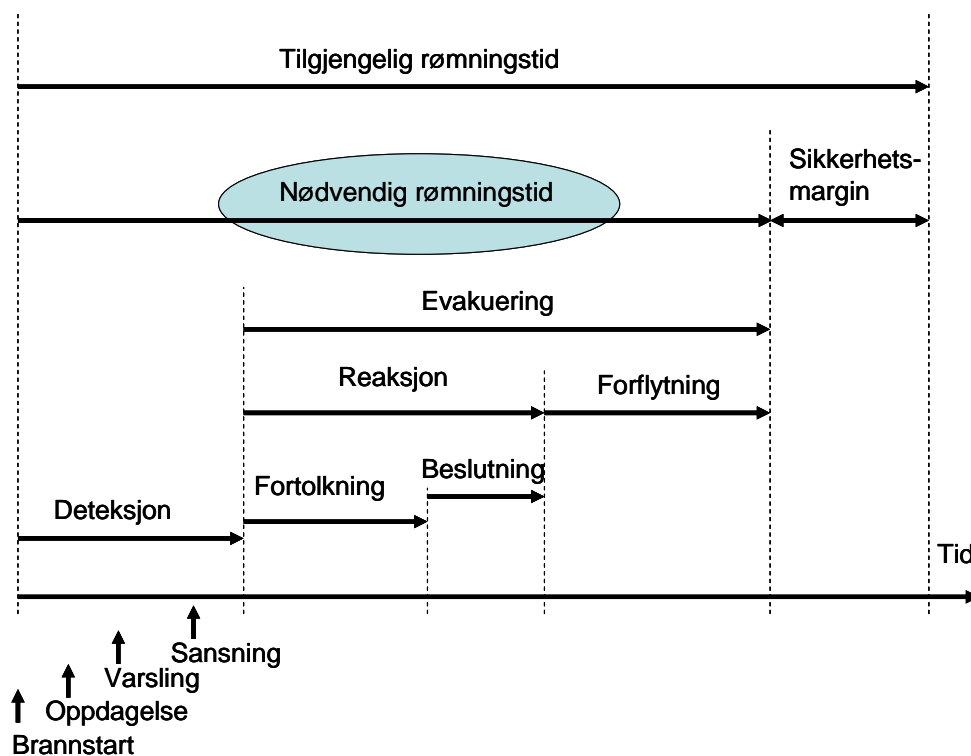 Tilgjengelig rømningstid
Nødvendig rømningstid
Sikkerhets-
margin
Evakuering
Reaksjon
Forflytning
Beslutning
Fortolkning
Deteksjon
Tid
Sansning
Varsling
Oppdagelse
Brannstart